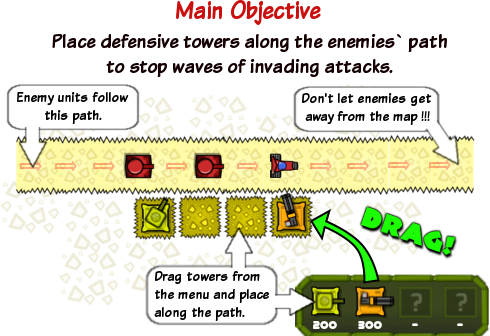 Main Objective
Place defensive towers along the enemies` path
to stop waves of invading attacks.
Enemy units follow
this path.
Don't let enemies get
away from the map !!!
DRAG!
Drag towers from
the menu and place
along the path.
200 300 - -
? ?